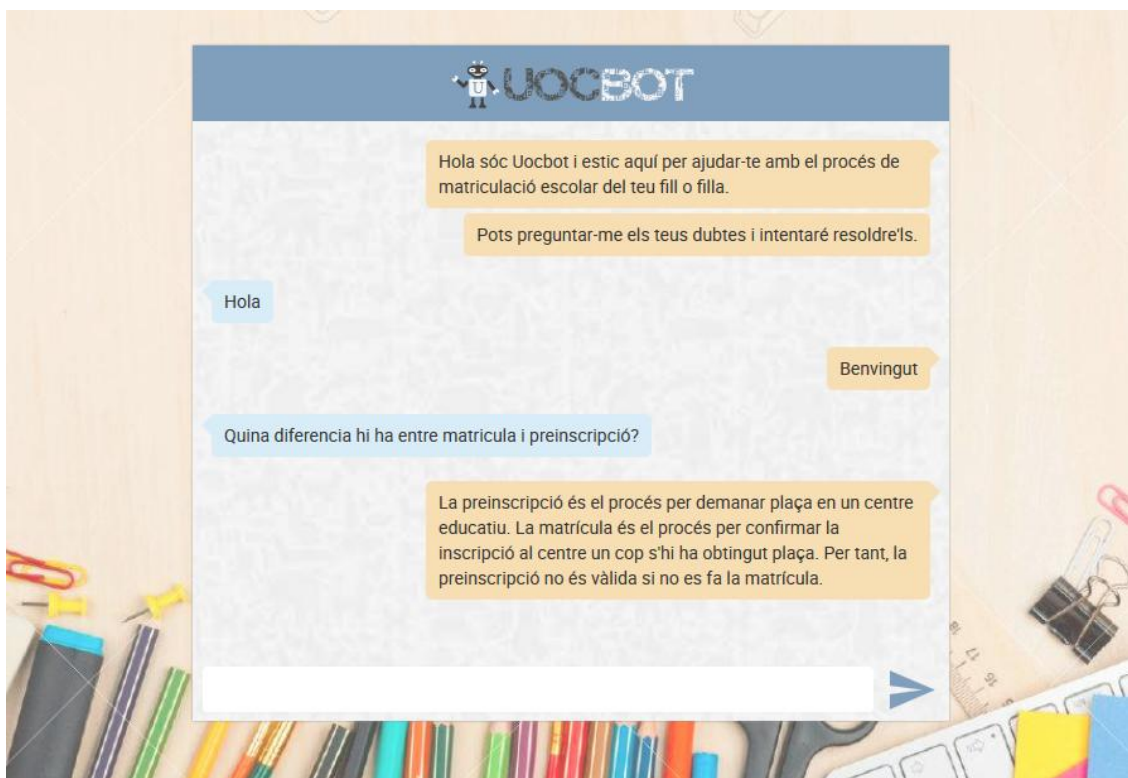 UOCBOT
Hola sóc Uocbot i estic aquí per ajudar-te amb el procés de
matriculació escolar del teu fill o filla.
Pots preguntar-me els teus dubtes i intentaré resoldre'ls.
Hola
Benvingut
Quina diferencia hi ha entre matricula i preinscripció?
La preinscripció és el procés per demanar plaça en un centre
educatiu. La matrícula és el procés per confirmar la
inscripció al centre un cop s'hi ha obtingut plaça. Per tant, la
preinscripció no és vàlida si no es fa la matrícula.
18
17
16